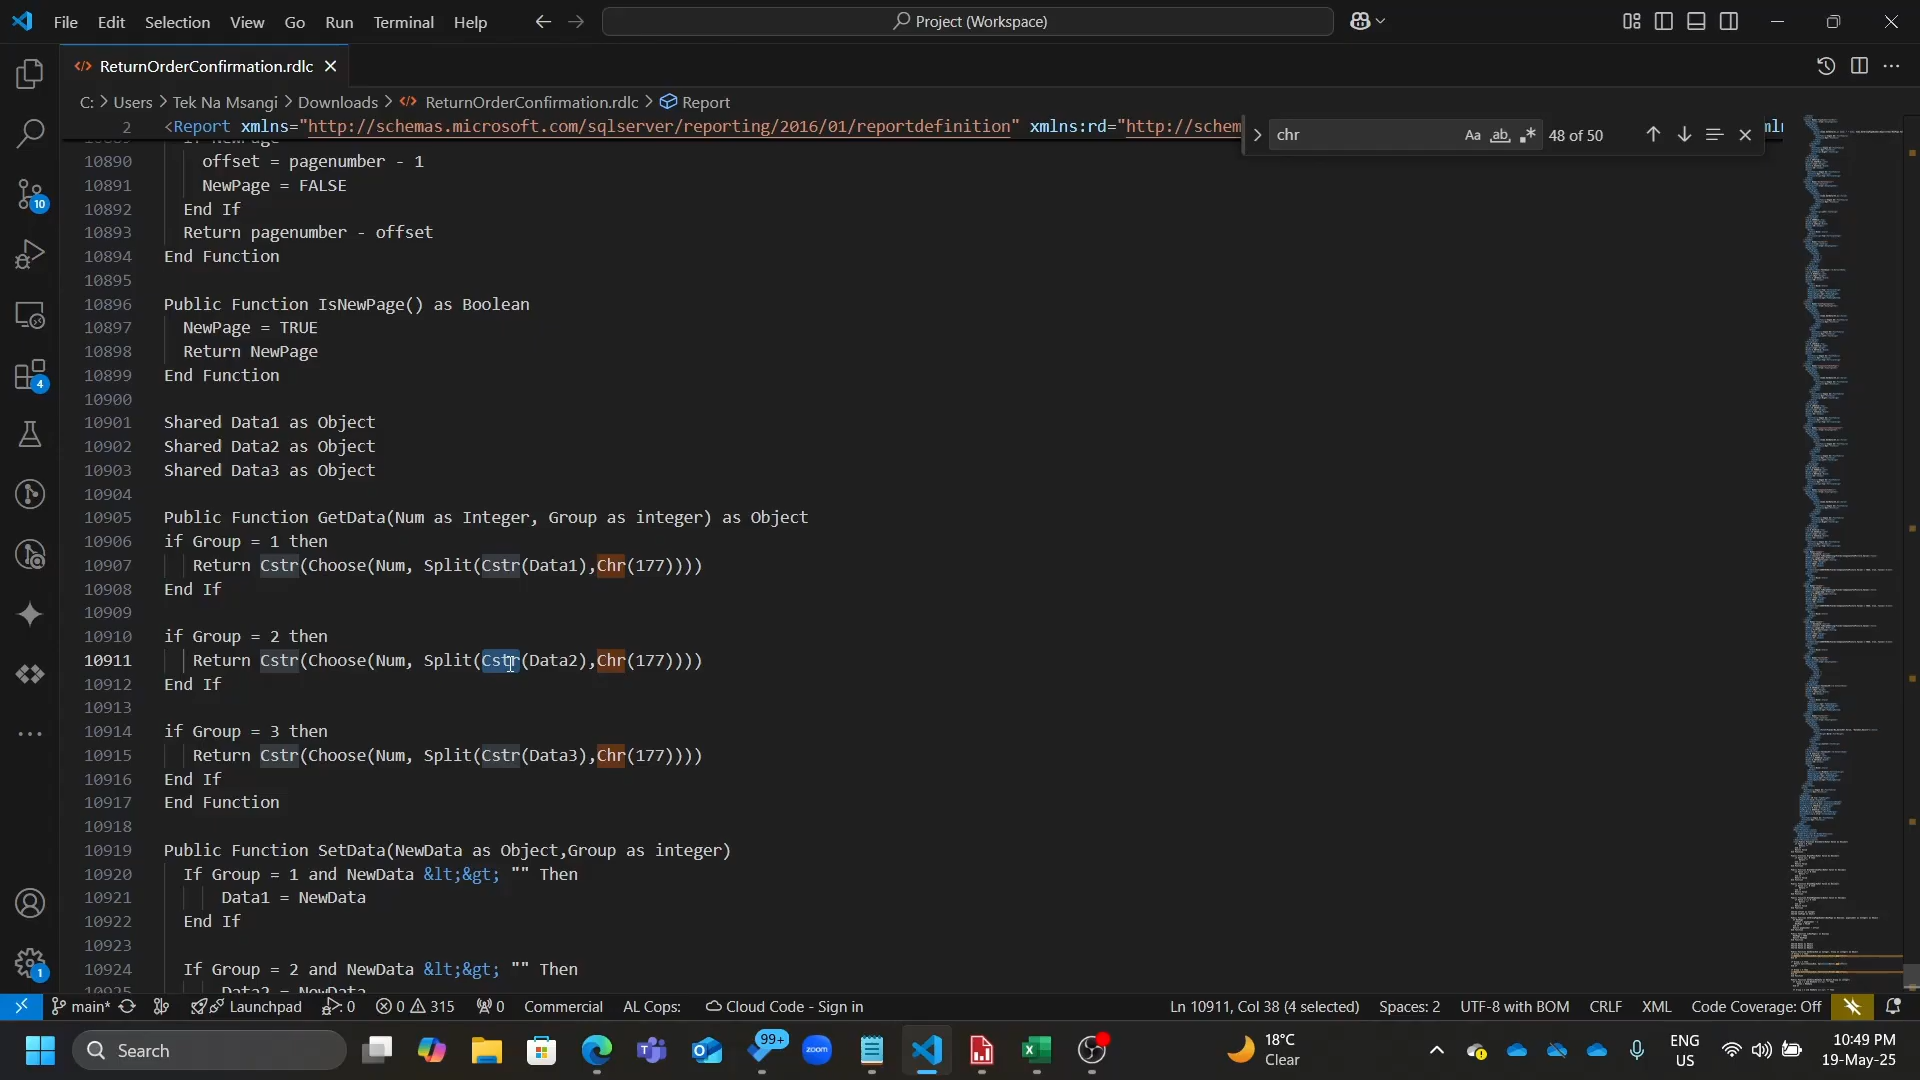 File Edit Selection View Go Run Terminal Help
Project (Workspace)
ReturnOrderConfirmation.rdlc
C: > Users > Tek Na Msangi > Downloads > ReturnOrderConfirmation.rdlc > Report
2 <Report xmlns="http://schemas.microsoft.com/sqlserver/reporting/2016/01/reportdefinition" xmlns:rd="http://schem
chr
Aa ab 48 of 50
If NewPage
10890 offset = pagenumber - 1
10891 NewPage = FALSE
10892 End If
10893 Return pagenumber - offset
10894 End Function
10895
10896 Public Function IsNewPage() as Boolean
10897 NewPage = TRUE
10898 Return NewPage
10899 End Function
10900
10901 Shared Data1 as Object
10902 Shared Data2 as Object
10903 Shared Data3 as Object
10904
10905 Public Function GetData(Num as Integer, Group as integer) as Object
10906 if Group = 1 then
10907 Return Cstr(Choose(Num, Split(Cstr(Data1),Chr(177))))
10908 End If
10909
10910 if Group = 2 then
10911 Return Cstr(Choose(Num, Split(Cstr(Data2),Chr(177))))
10912 End If
10913
10914 if Group = 3 then
10915 Return Cstr(Choose(Num, Split(Cstr(Data3),Chr(177))))
10916 End If
10917 End Function
10918
10919 Public Function SetData(NewData as Object,Group as integer)
10920 If Group = 1 and NewData &lt;&gt; "" Then
10921 Data1 = NewData
10922 End If
10923
10924 If Group = 2 and NewData &lt;&gt; "" Then
10925 Data2 = NewData
10
4
1
main* 0 Launchpad 0 0 315 0 Commercial AL Cops: Cloud Code - Sign in
Ln 10911, Col 38 (4 selected) Spaces: 2 UTF-8 with BOM CRLF XML Code Coverage: Off
Search
99+
zoom
18°C
Clear
ENG
US
10:49 PM
19-May-25